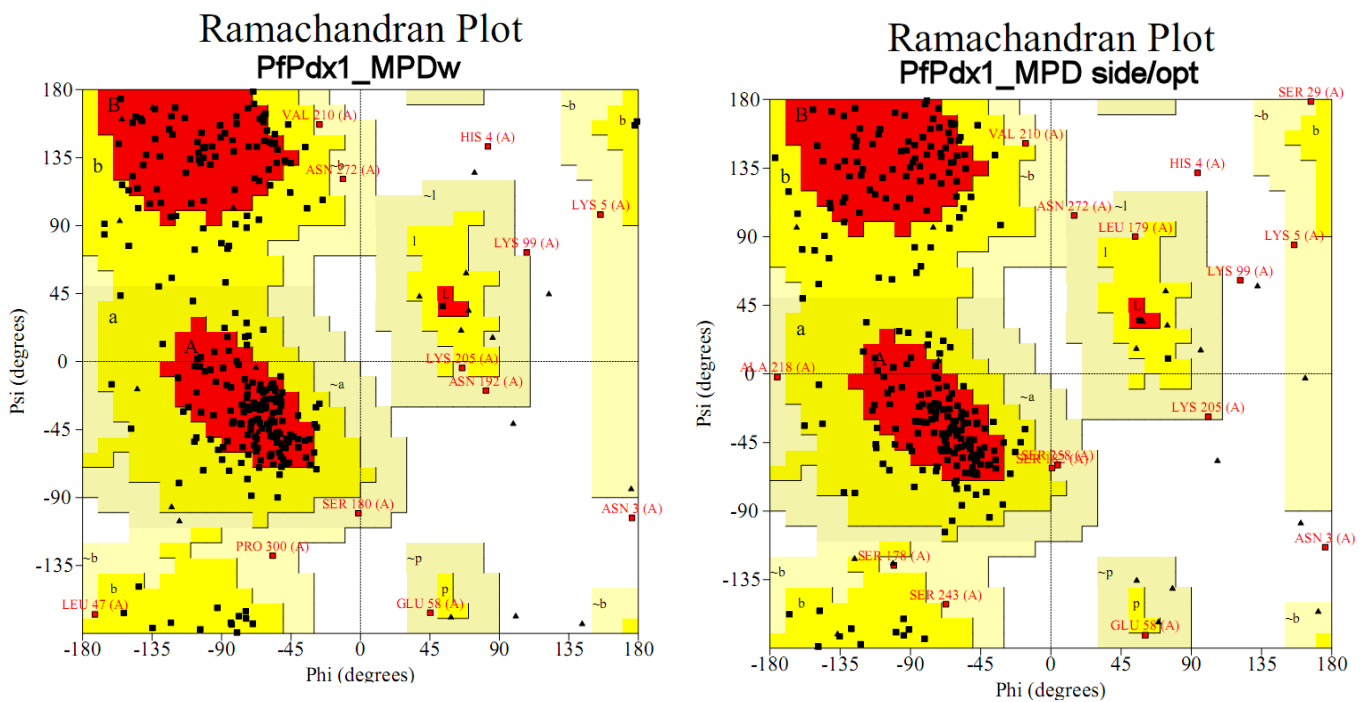 Ramachandran Plot
PfPdx1_MPDw
B
VAL 210 (A)
HIS 4 (A)
~b
b
b
ASN 272 (A)
~b
~l
LYS 5 (A)
LYS 99 (A)
l
L
a
A
LYS 205 (A)
ASN 192 (A)
~a
SER 180 (A)
ASN 3 (A)
PRO 300 (A)
~b
~p
b
p
LEU 47 (A)
GLU 58 (A)
~b
180
135
90
45
0
-45
-90
-135
-180
-135
-90
-45
0
45
90
135
180
Psi (degrees)
Phi (degrees)
Ramachandran Plot
PfPdx1_MPD side/opt
SER 29 (A)
B
VAL 210 (A)
~b
b
HIS 4 (A)
b
~b
ASN 272 (A)
~l
LEU 179 (A)
LYS 5 (A)
l
LYS 99 (A)
L
a
A
ALA 218 (A)
~a
LYS 205 (A)
SER 258 (A)
ASN 3 (A)
SER 178 (A)
~b
~p
b
p
SER 243 (A)
GLU 58 (A)
~b
180
135
90
45
0
-45
-90
-135
-180
-135
-90
-45
0
45
90
135
180
Psi (degrees)
Phi (degrees)